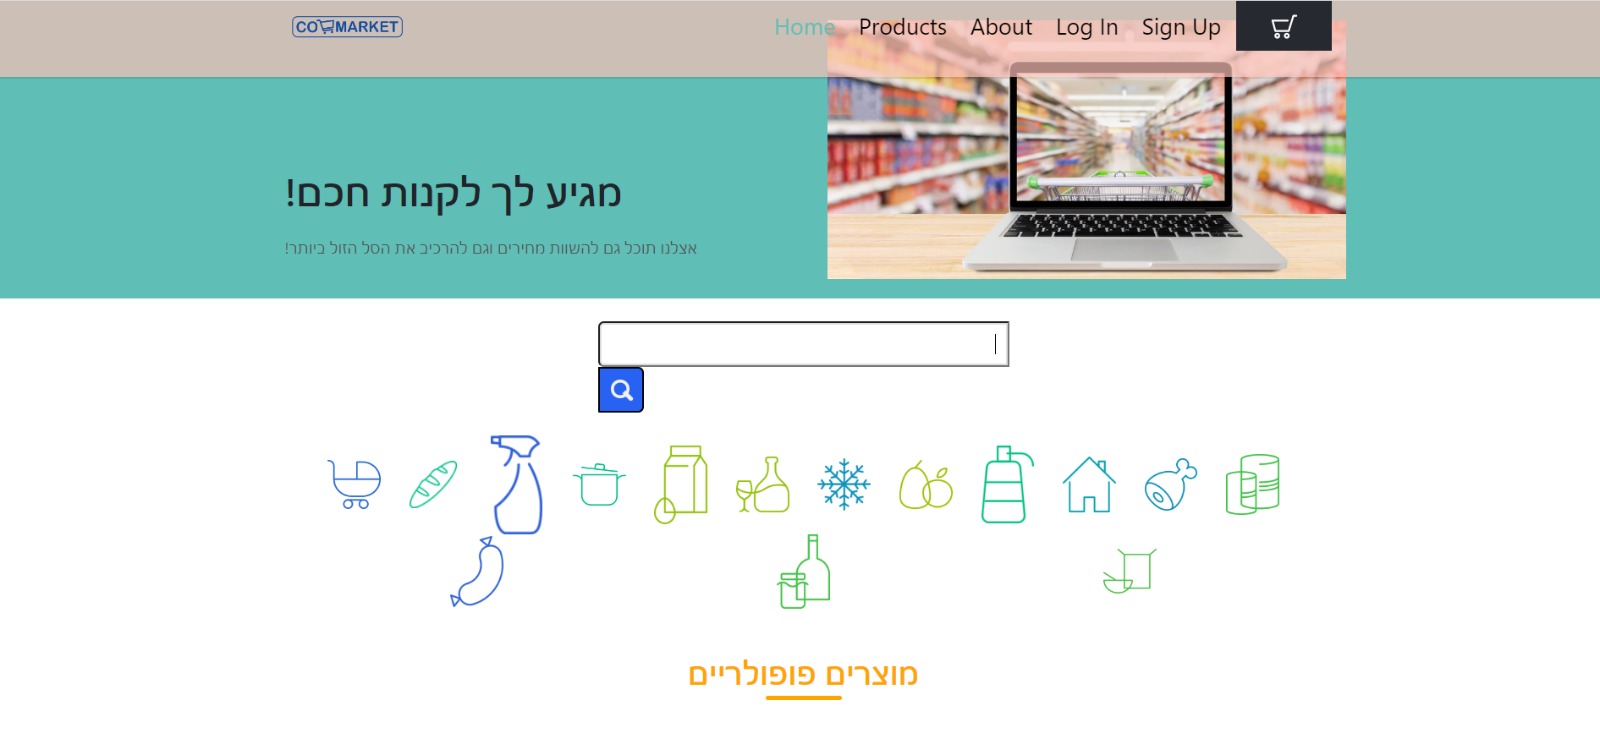 CO MARKET
Home Products About Log In Sign Up
מגיע לך לקנות חכם!
אצלנו תוכל גם להשוות מחירים וגם להרכיב את הסל הזול ביותר!
מוצרים פופולריים